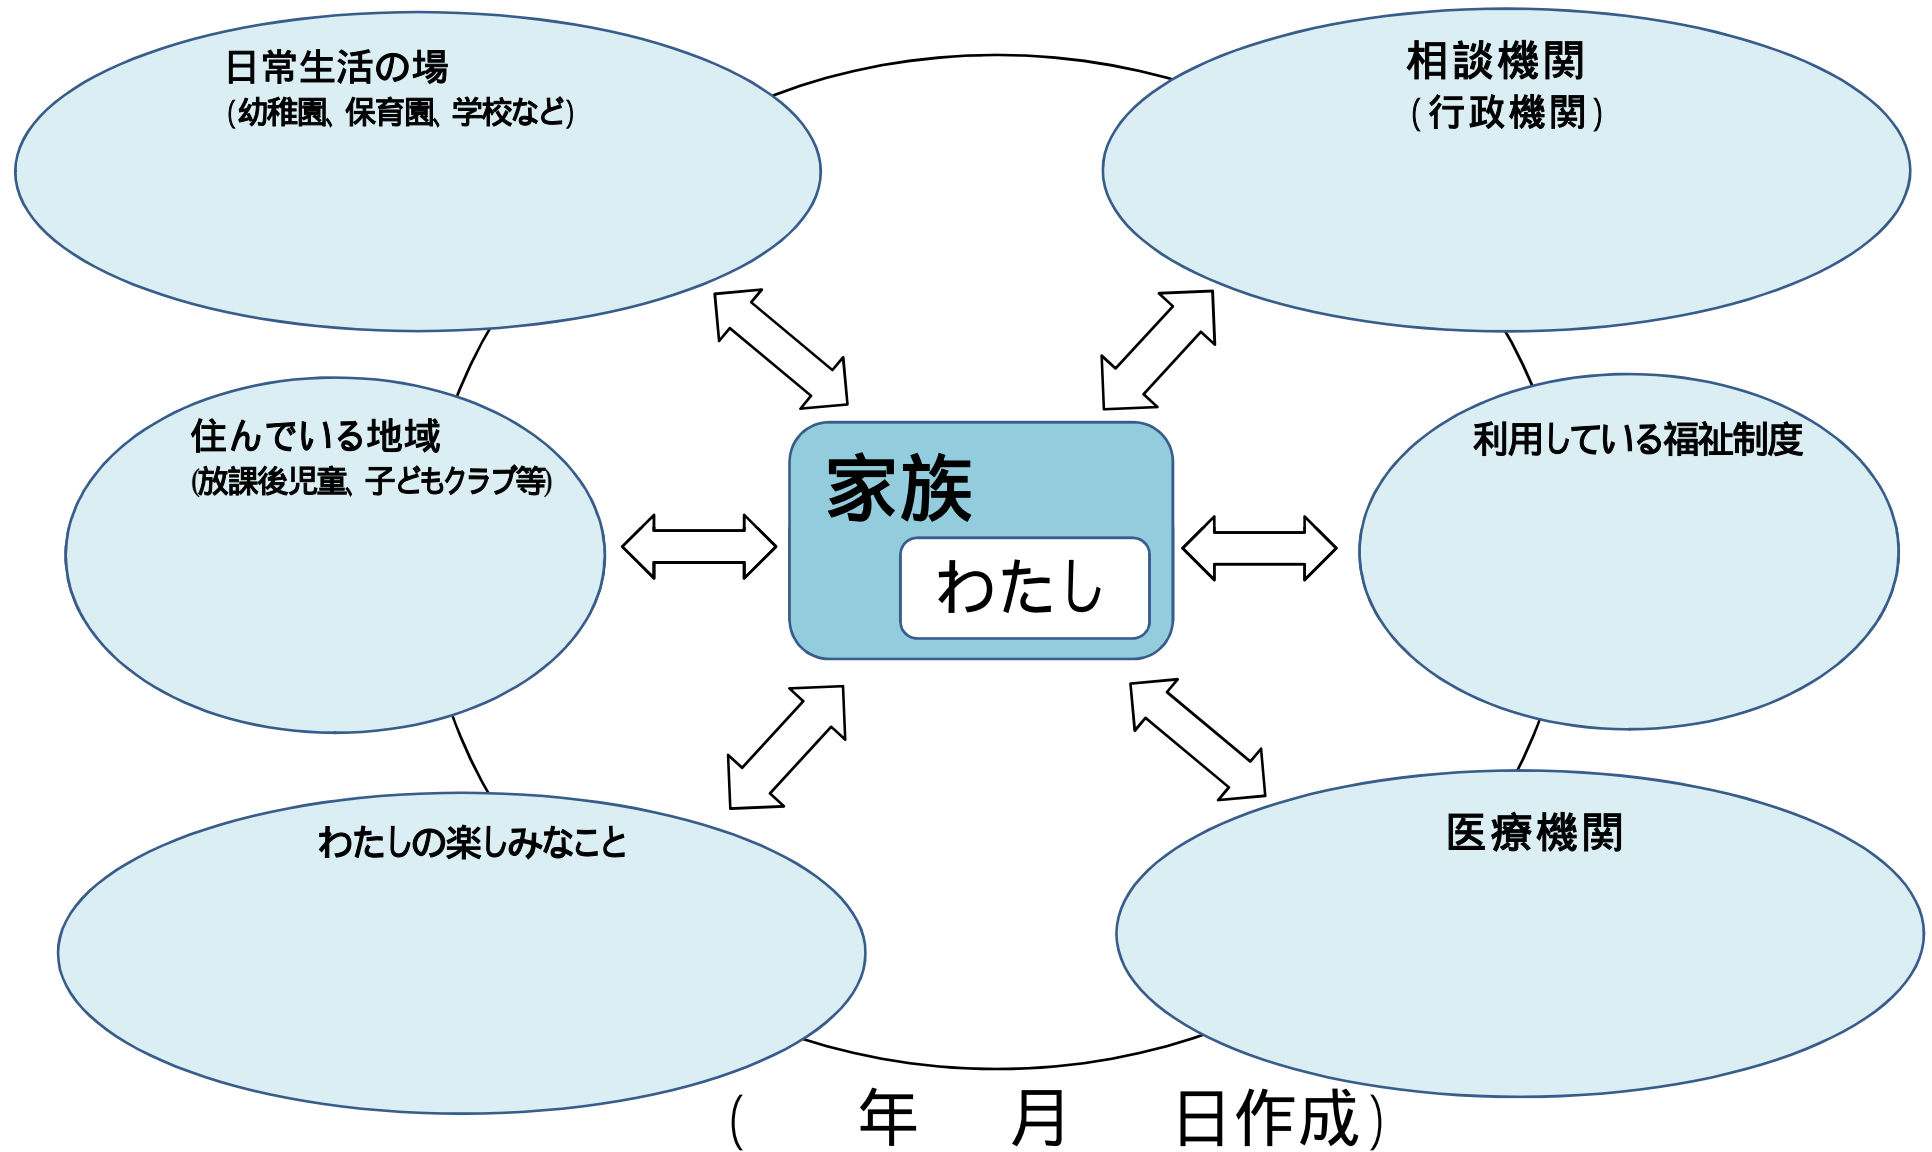 日常生活の場
(幼稚園、保育園、学校など)
相談機関
(行政機関)
住んでいる地域
(放課後児童、子どもクラブ等)
家族
わたし
利用している福祉制度
わたしの楽しみなこと
医療機関
(　　年　　月　　日作成)